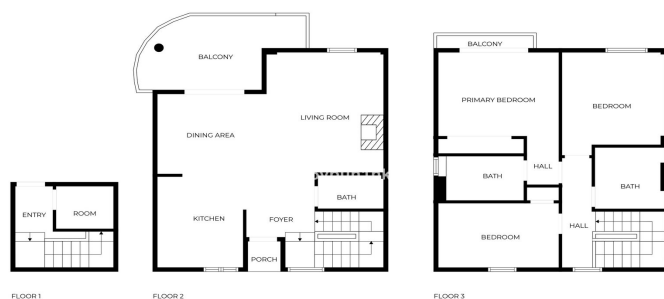 BALCONY
LIVING ROOM
DINING AREA
BATH
KITCHEN
FOYER
PORCH
ENTRY
ROOM
BALCONY
PRIMARY BEDROOM
BEDROOM
HALL
BATH
BATH
BEDROOM
HALL
FLOOR 1
FLOOR 2
FLOOR 3